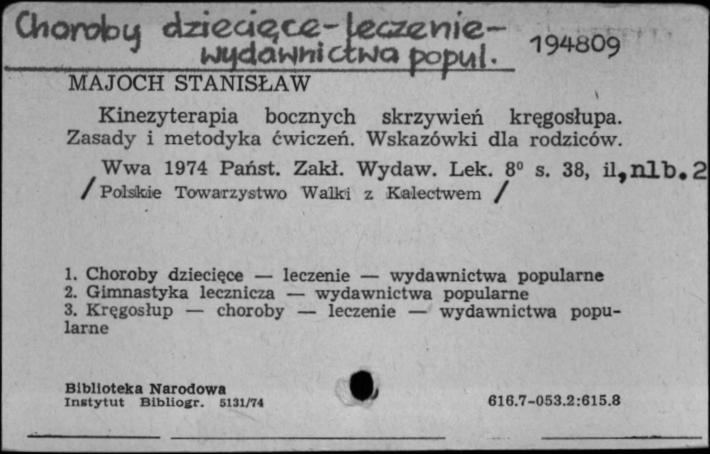 Choroby dziecięce-leczenie-
wydawnictwa popul.
194809
MAJOCH STANISŁAW
Kinezyterapia bocznych skrzywień kręgosłupa.
Zasady i metodyka ćwiczeń. Wskazówki dla rodziców.
Wwa 1974 Państ. Zakł. Wydaw. Lek. 8° s. 38, il, nlb. 2
/ Polskie Towarzystwo Walki z Kalectwem /
1. Choroby dziecięce — leczenie — wydawnictwa popularne
2. Gimnastyka lecznicza — wydawnictwa popularne
3. Kręgosłup — choroby — leczenie — wydawnictwa popu-
larne
Biblioteka Narodowa
Instytut Bibliogr. 5131/74
616.7-053.2:615.8